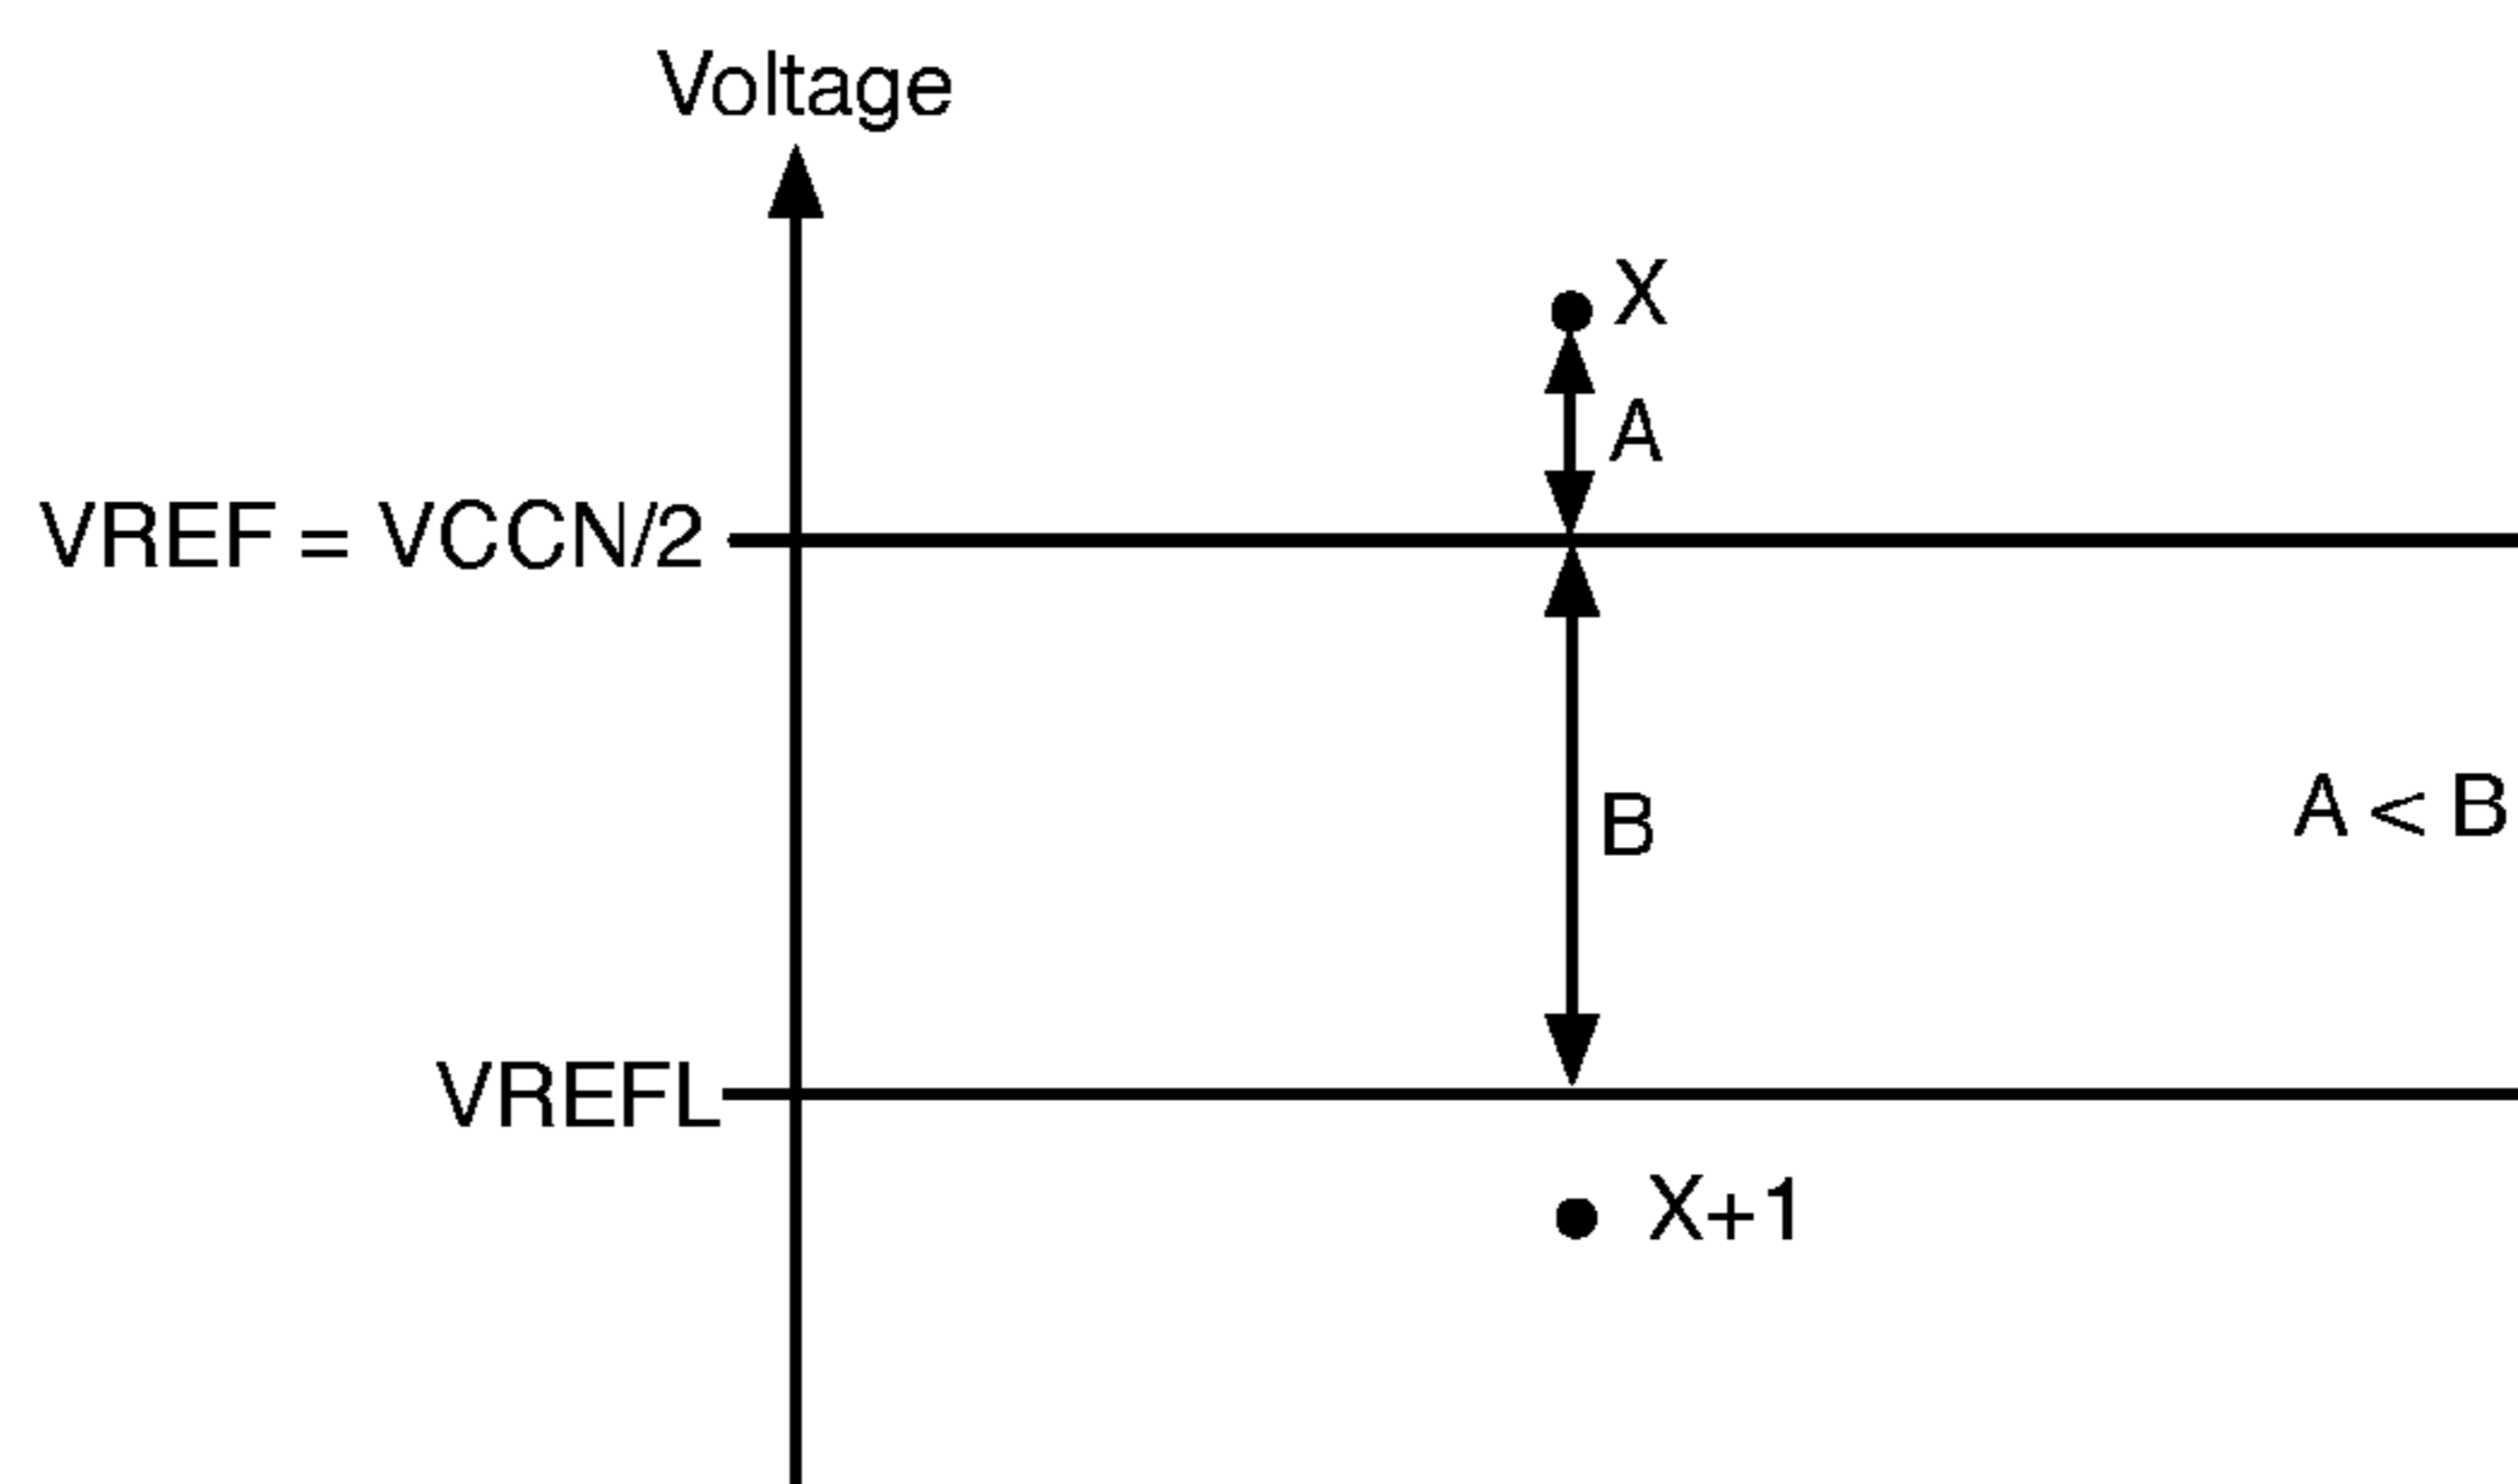 Voltage
X
A
VREF = VCCN/2
B
A < B
VREFL
X+1